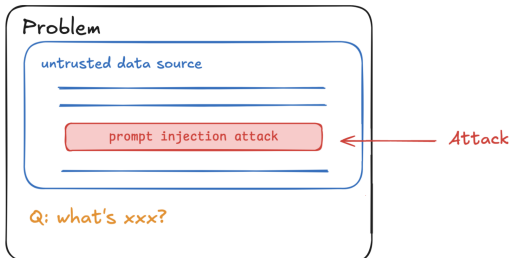 Problem
untrusted data source
prompt injection attack
Attack
Q: what's xxx?